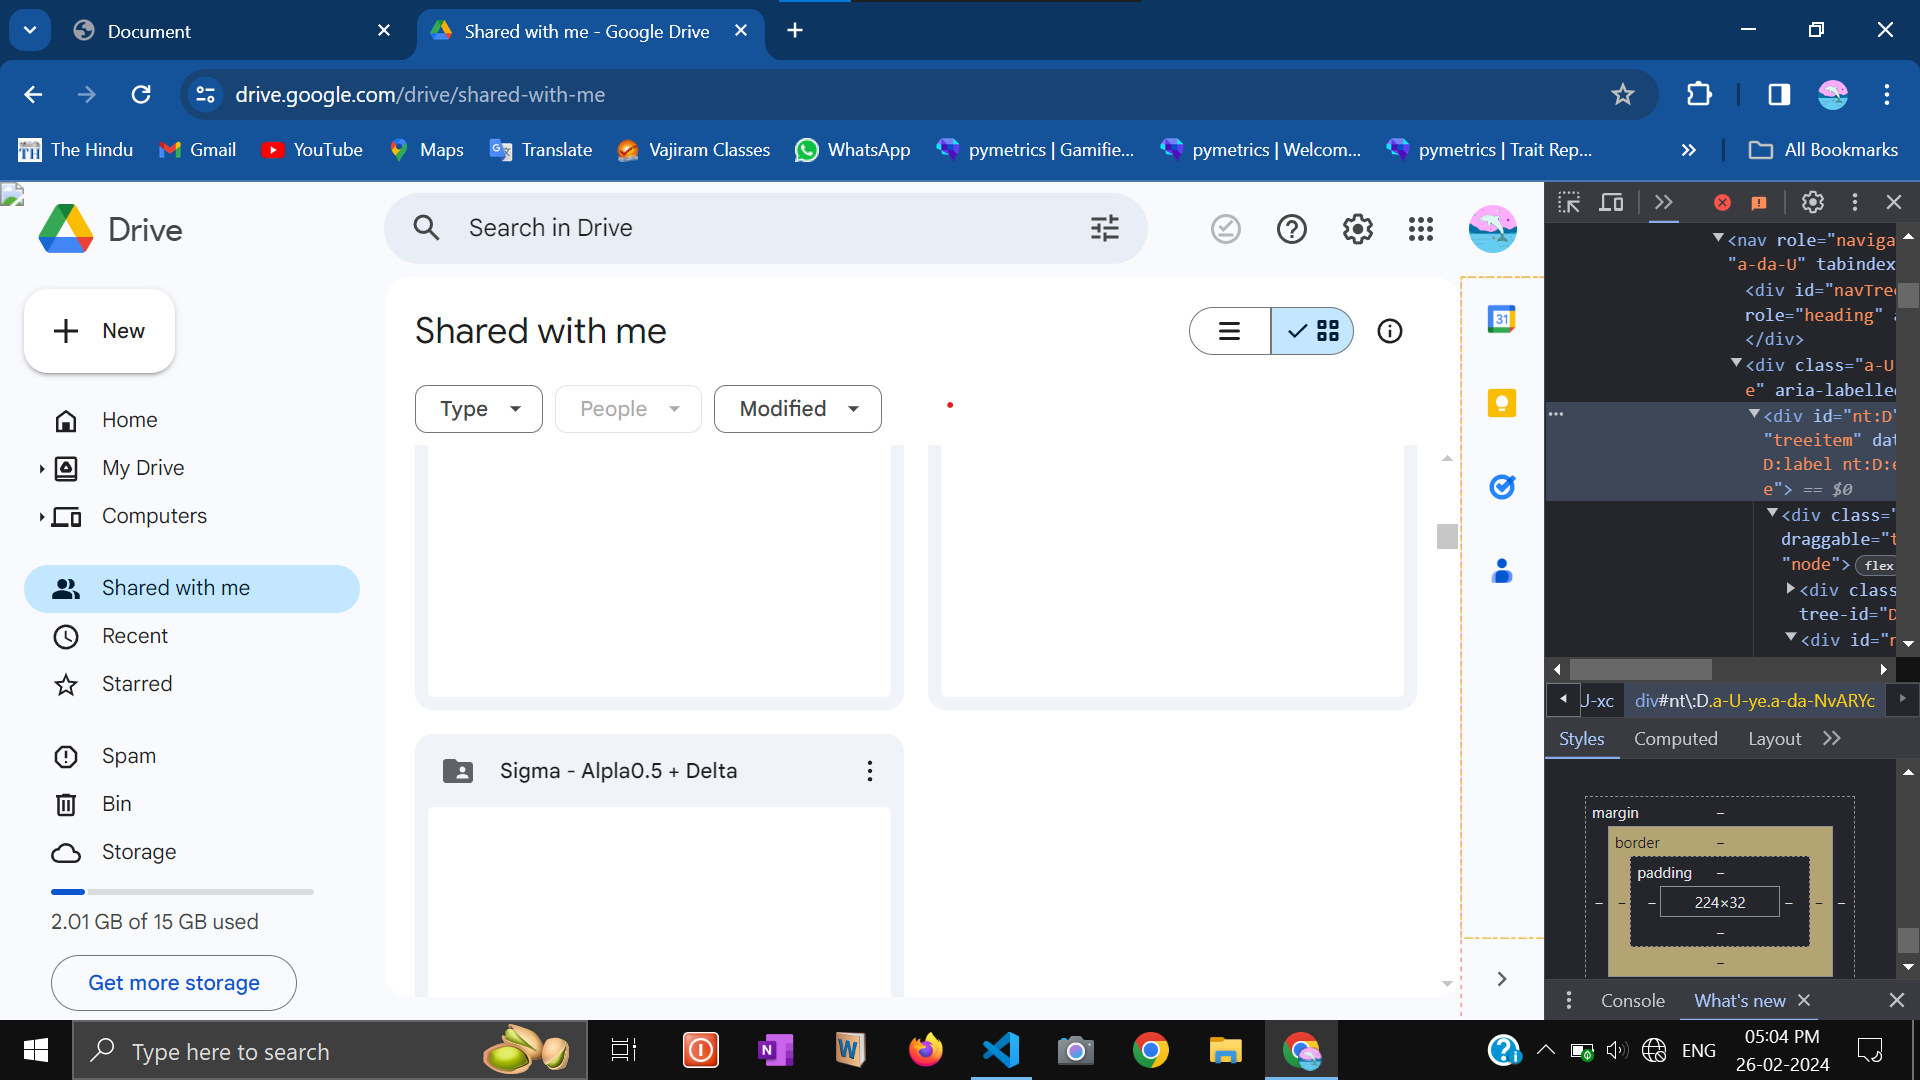 Document
Shared with me - Google Drive
drive.google.com/drive/shared-with-me
The Hindu
Gmail
YouTube
Maps
Translate
Vajiram Classes
WhatsApp
pymetrics | Gamifie...
pymetrics | Welcom...
pymetrics | Trait Rep...
All Bookmarks
Drive
Search in Drive
New
Home
My Drive
Computers
Shared with me
Recent
Starred
Spam
Bin
Storage
2.01 GB of 15 GB used
Get more storage
Shared with me
Type
People
Modified
Sigma - Alpla0.5 + Delta
31
<nav role="naviga
"a-da-U" tabindex
<div id="navTree
role="heading" a
</div>
<div class="a-U
e" aria-labelled
<div id="nt:D"
"treeitem" dat
D:label nt:D:e
e"> == $0
<div class="
draggable="t
"node"> flex
<div class
tree-id="D
<div id="n
U-xc
div#nt\:D.a-U-ye.a-da-NvARYc
Styles
Computed
Layout
margin –
border –
padding –
– – – 224×32 – – –
–
–
Console
What's new
Type here to search
ENG
05:04 PM
26-02-2024